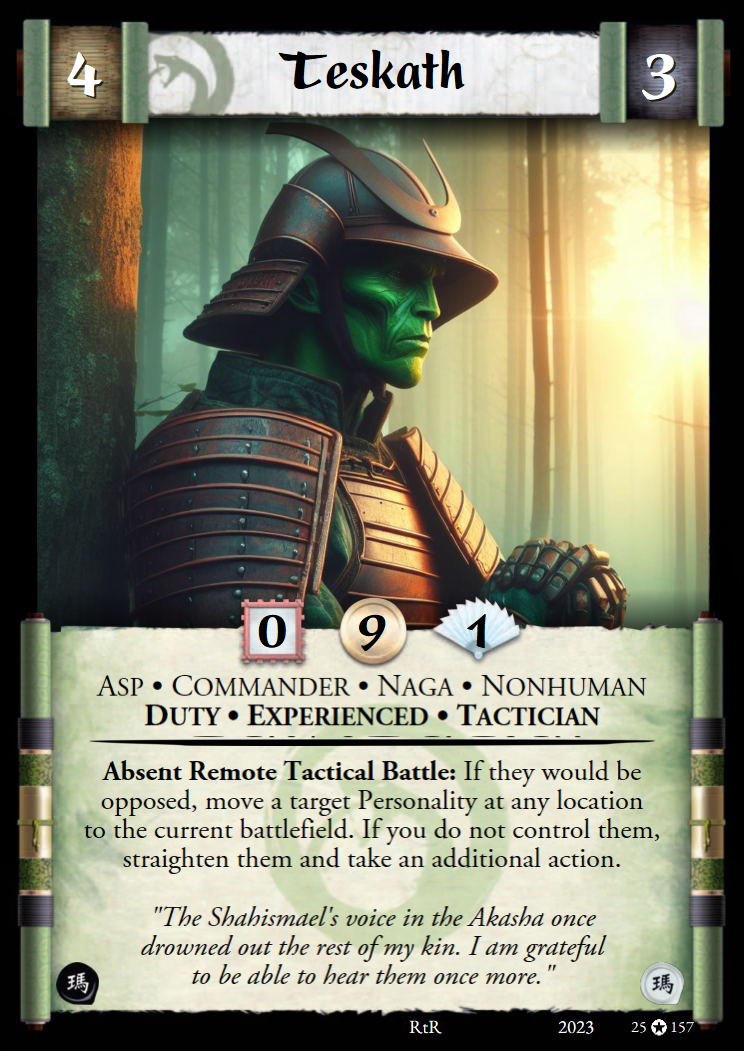 4
Teskath
3
0 9 1
Asp • Commander • Naga • Nonhuman
Duty • Experienced • Tactician
Absent Remote Tactical Battle: If they would be
opposed, move a target Personality at any location
to the current battlefield. If you do not control them,
straighten them and take an additional action.
"The Shahismael's voice in the Akasha once
drowned out the rest of my kin. I am grateful
to be able to hear them once more."
瑪
瑪
RtR 2023 25 ✪ 157